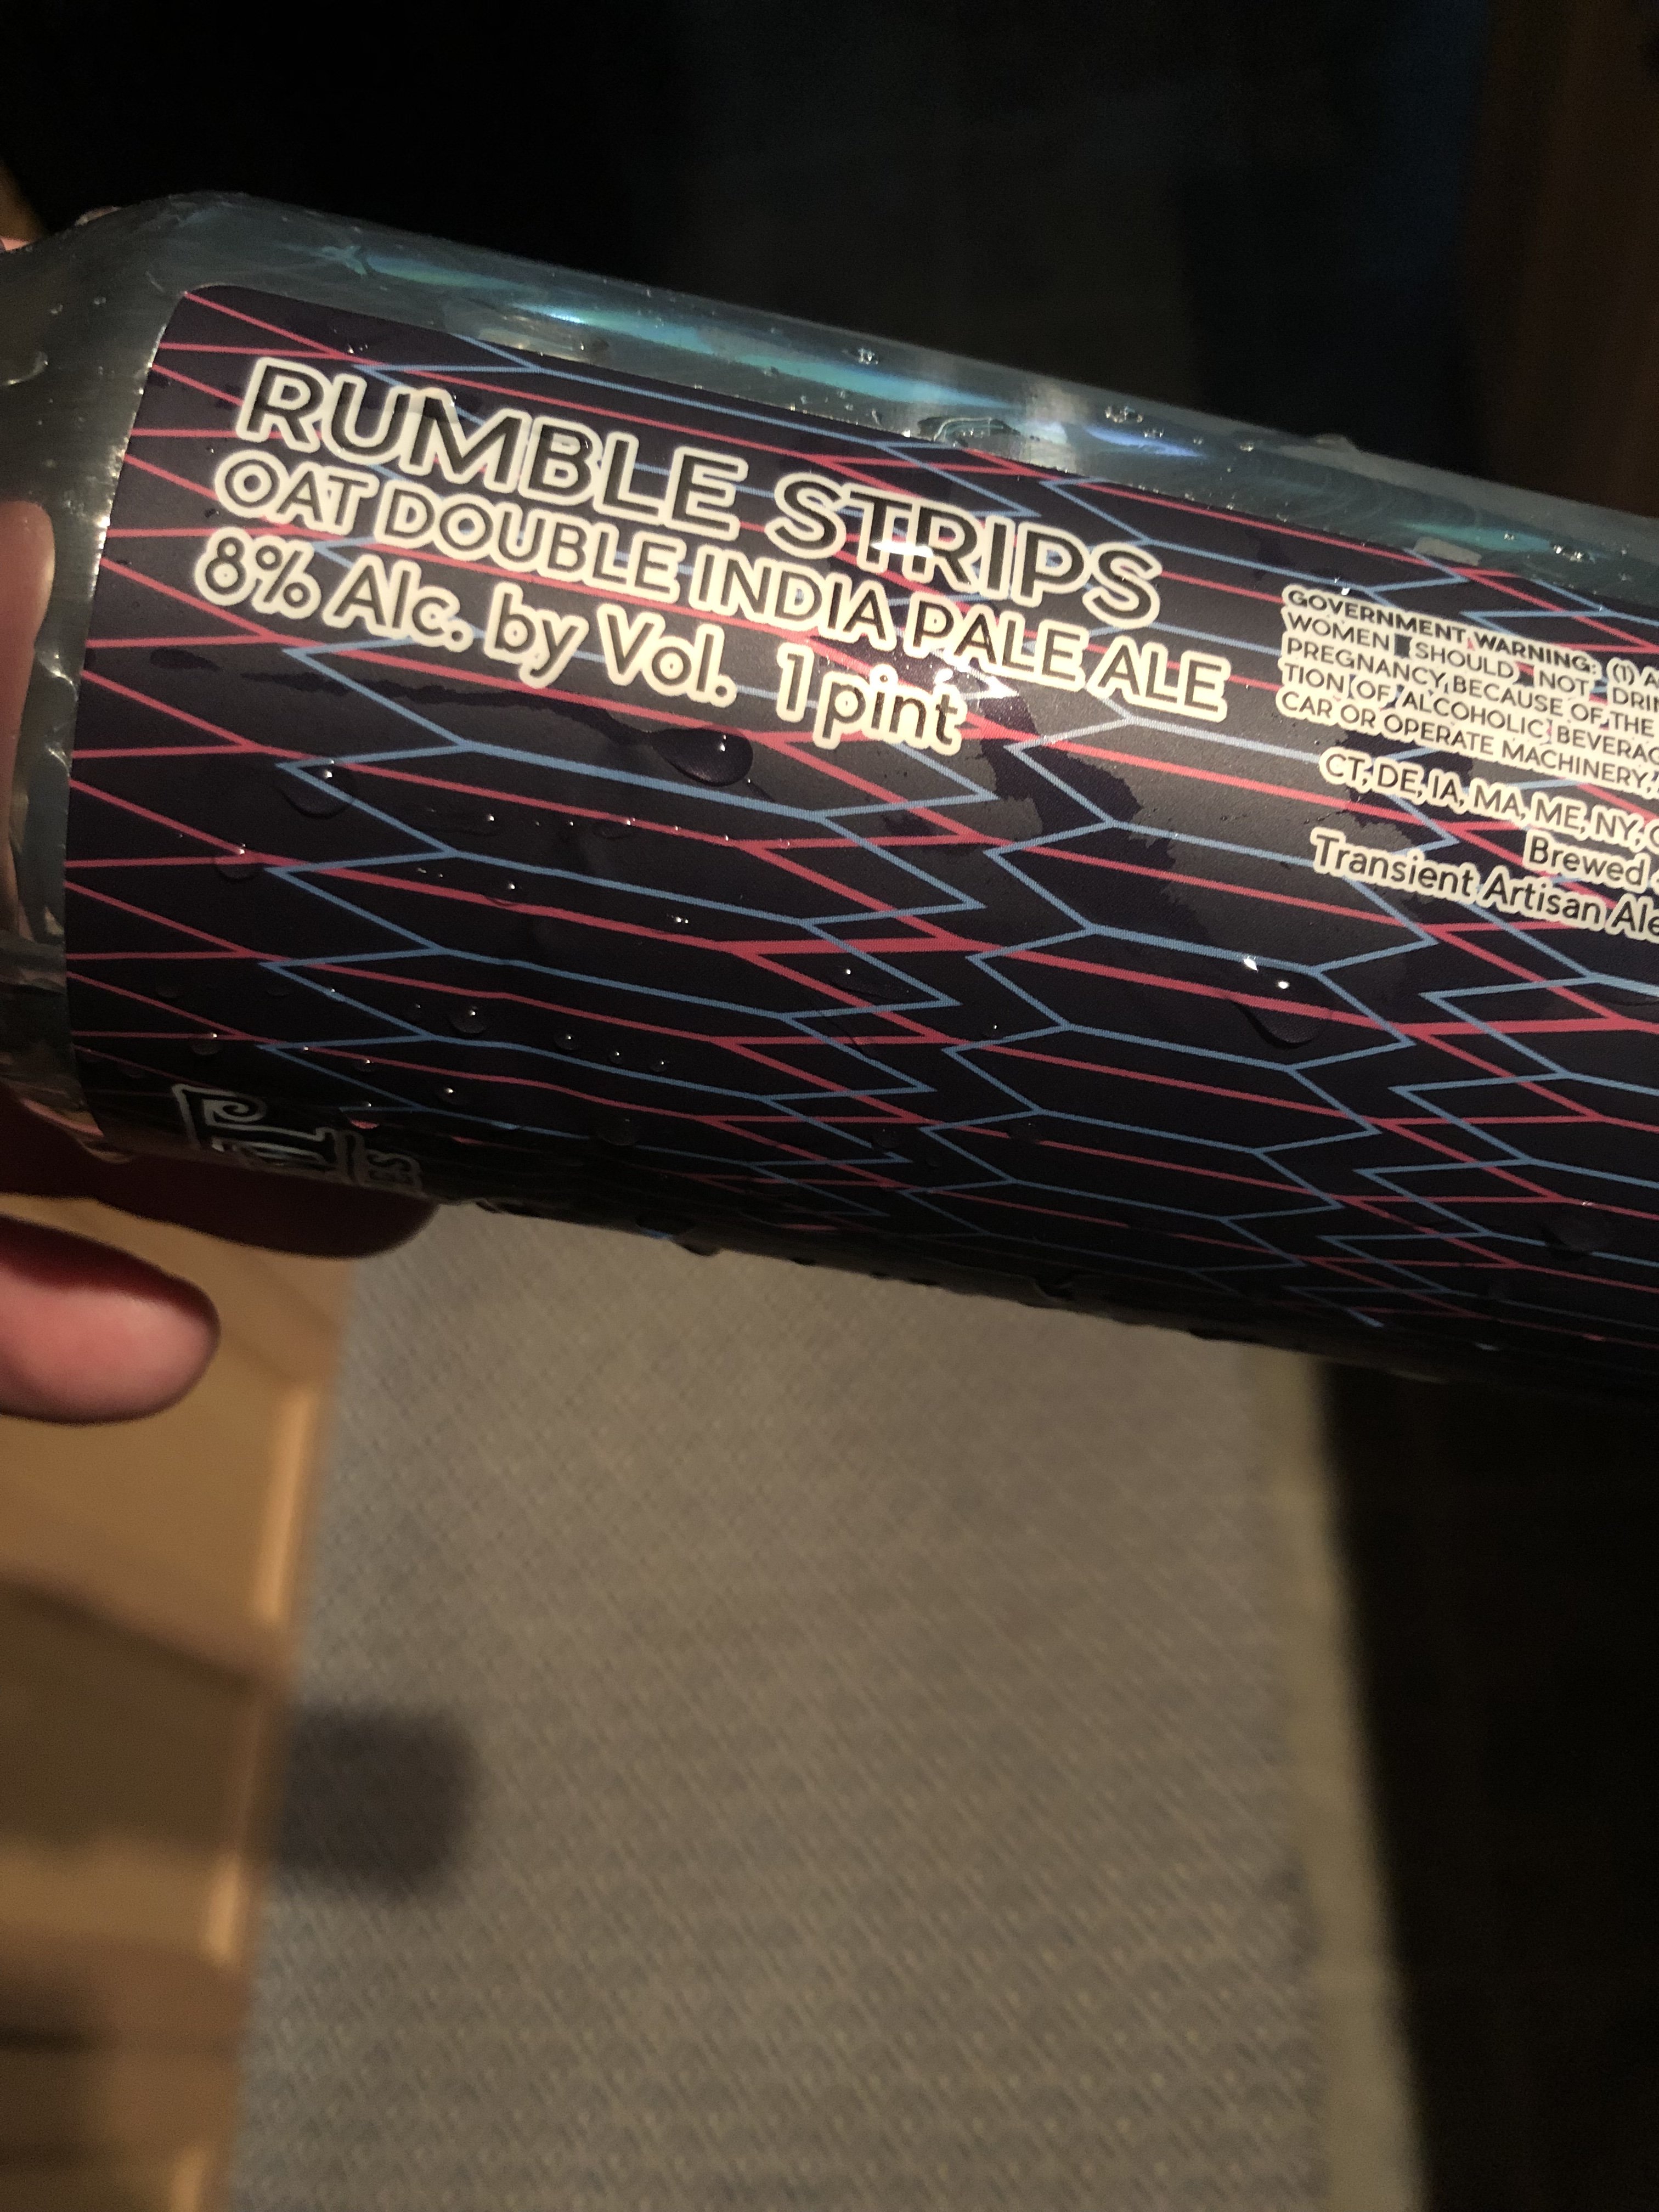 RUMBLE STRIPS
OAT DOUBLE INDIA PALE ALE
8% Alc. by Vol. 1 pint
GOVERNMENT WARNING: (1)
WOMEN SHOULD NOT
PREGNANCY BECAUSE OF THE
TION OF ALCOHOLIC
CAR OR OPERATE MACHINERY,
CT, DE, IA, MA, ME, NY,
Brewed
Transient Artisan